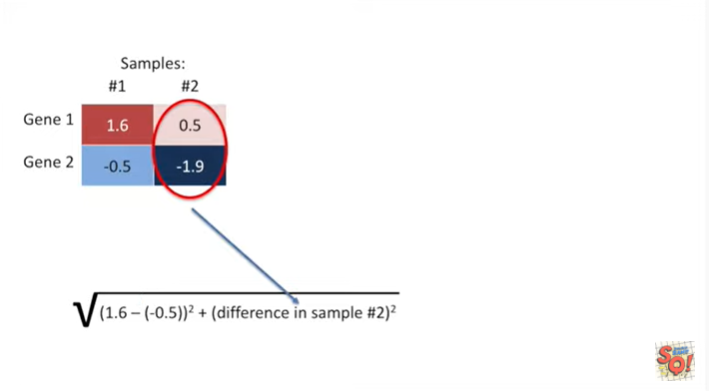 Samples:
#1 #2
Gene 1 1.6 0.5
Gene 2 -0.5 -1.9
√(1.6 – (-0.5))² + (difference in sample #2)²
SO!